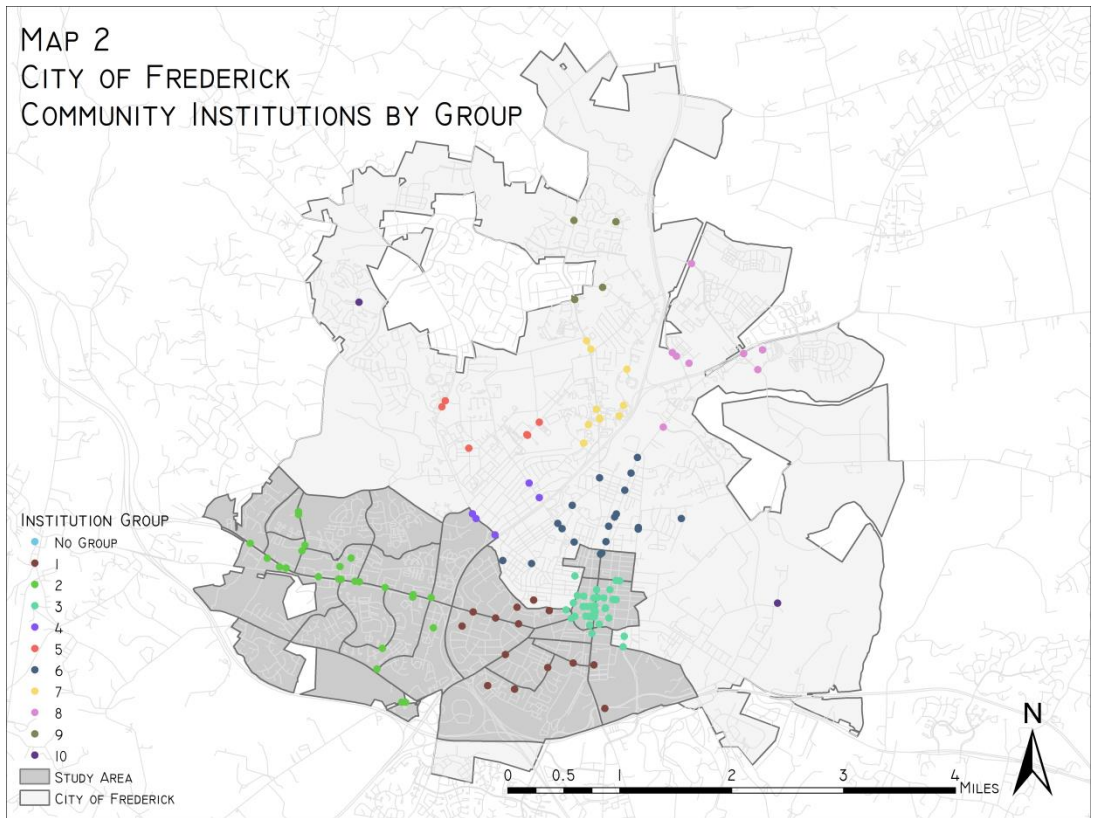 Map 2
City of Frederick
Community Institutions by Group
Institution Group
No Group
1
2
3
4
5
6
7
8
9
10
Study Area
City of Frederick
N
0 0.5 1 2 3 4
Miles